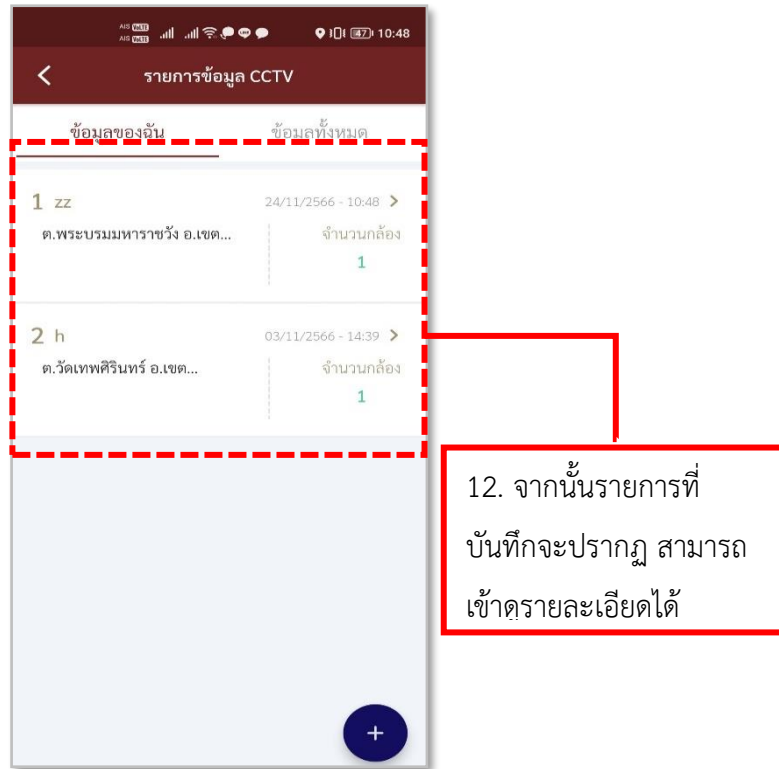 AIS VoLTE
AIS VoLTE
47 10:48
รายการข้อมูล CCTV
ข้อมูลของฉัน ข้อมูลทั้งหมด
1 zz 24/11/2566 - 10:48
ต.พระบรมมหาราชวัง อ.เขต... จำนวนกล้อง
1
2 h 03/11/2566 - 14:39
ต.วัดเทพศิรินทร์ อ.เขต... จำนวนกล้อง
1
12. จากนั้นรายการที่
บันทึกจะปรากฏ สามารถ
เข้าดูรายละเอียดได้
+